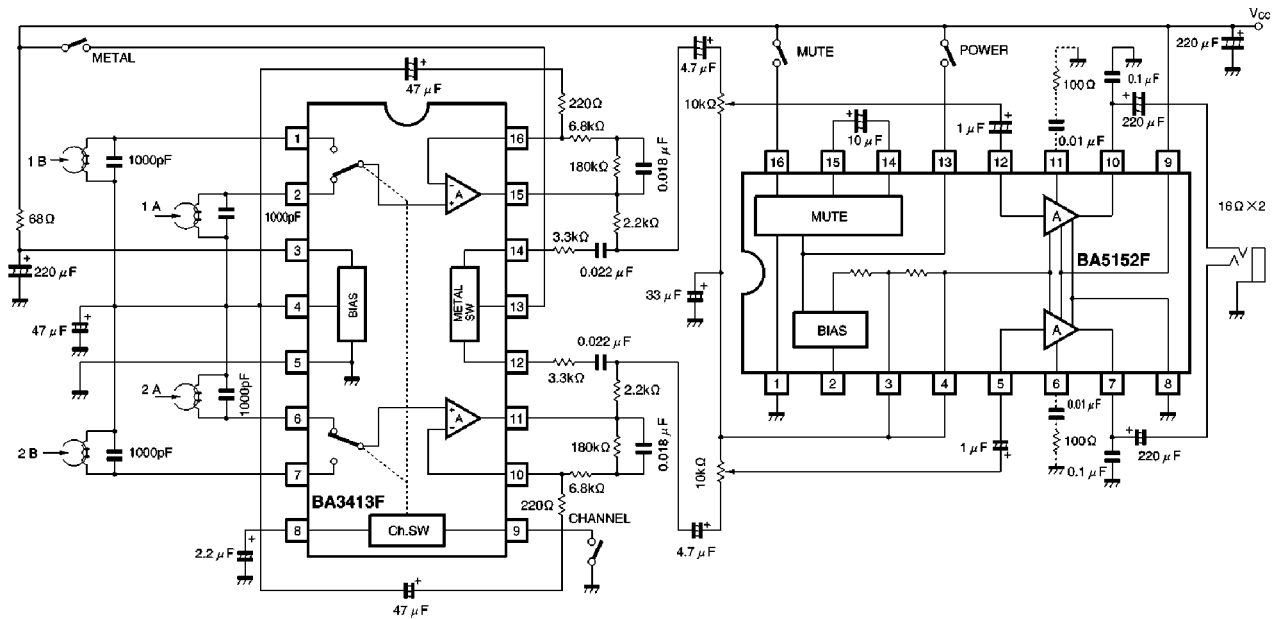 VCC
METAL
MUTE
POWER
220 μF
47 μF
4.7 μF
220Ω
6.8kΩ
10kΩ
10 μF
1 μF
100Ω
0.1 μF
220 μF
0.01 μF
1 B
1000pF
1
16
180kΩ
0.018 μF
16
15
14
13
12
11
10
9
1 A
1000pF
2
15
A
MUTE
A
16Ω×2
68Ω
2.2kΩ
3
14
3.3kΩ
0.022 μF
BA5152F
220 μF
BIAS
METAL SW
33 μF
4
13
47 μF
BIAS
A
0.022 μF
5
12
3.3kΩ
2 A
1000pF
2.2kΩ
1
2
3
4
5
6
7
8
6
11
A
0.01 μF
180kΩ
0.018 μF
100Ω
2 B
1000pF
1 μF
0.1 μF
220 μF
7
10
10kΩ
6.8kΩ
BA3413F
220Ω
CHANNEL
8
Ch.SW
9
2.2 μF
4.7 μF
47 μF